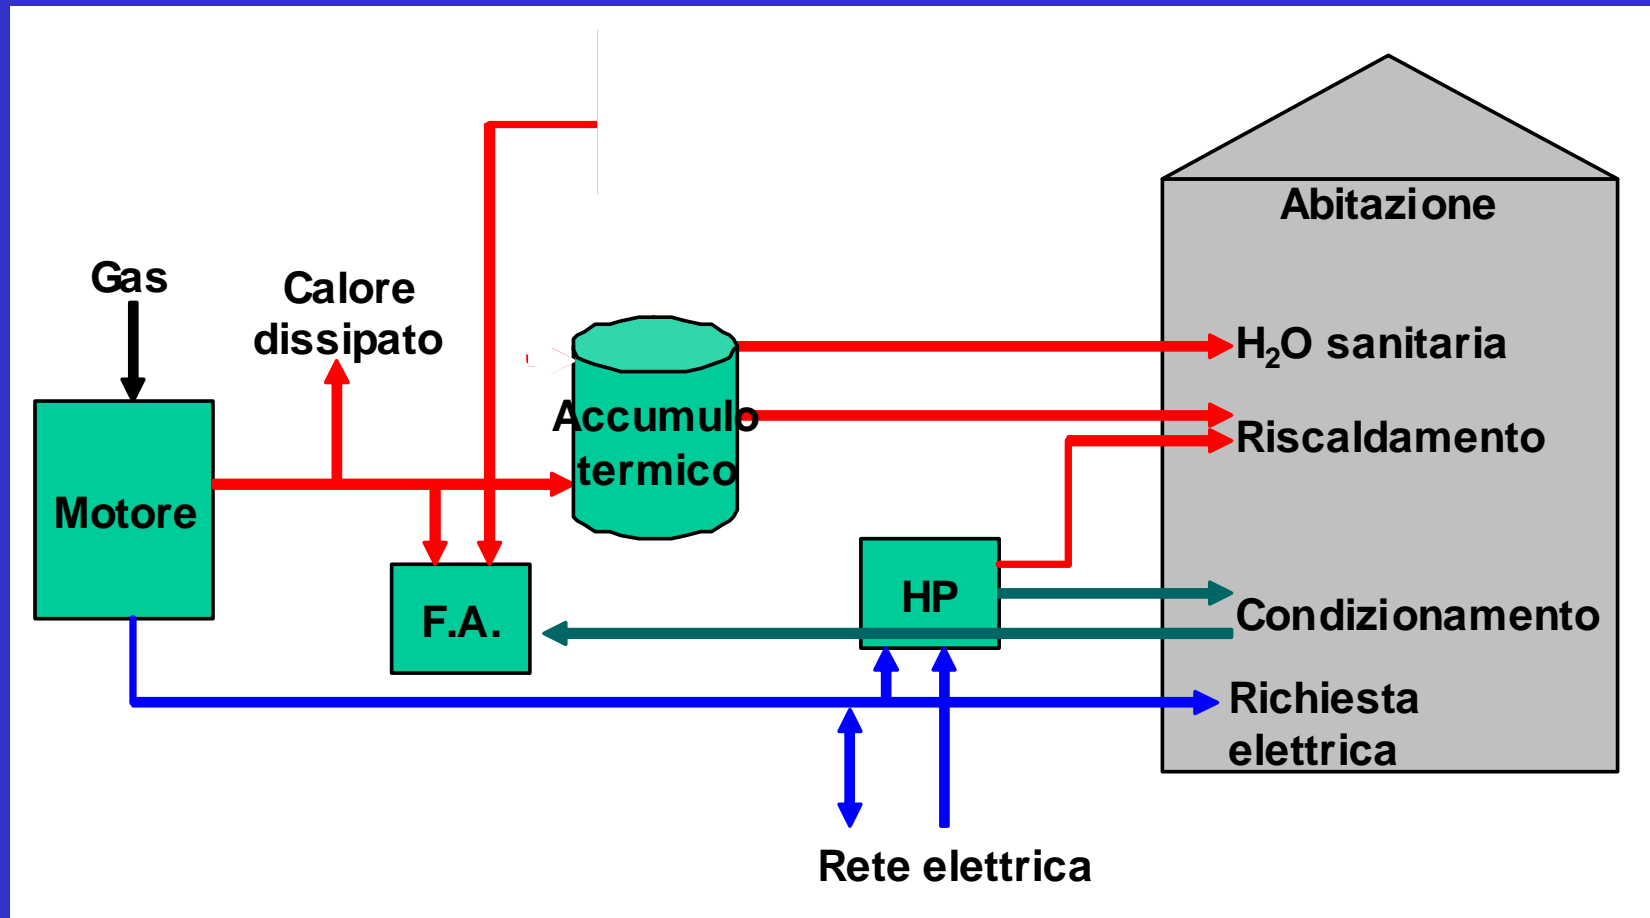 Abitazione
Gas
Calore
dissipato
H₂O sanitaria
Accumulo
termico
Riscaldamento
Motore
HP
F.A.
Condizionamento
Richiesta
elettrica
Rete elettrica